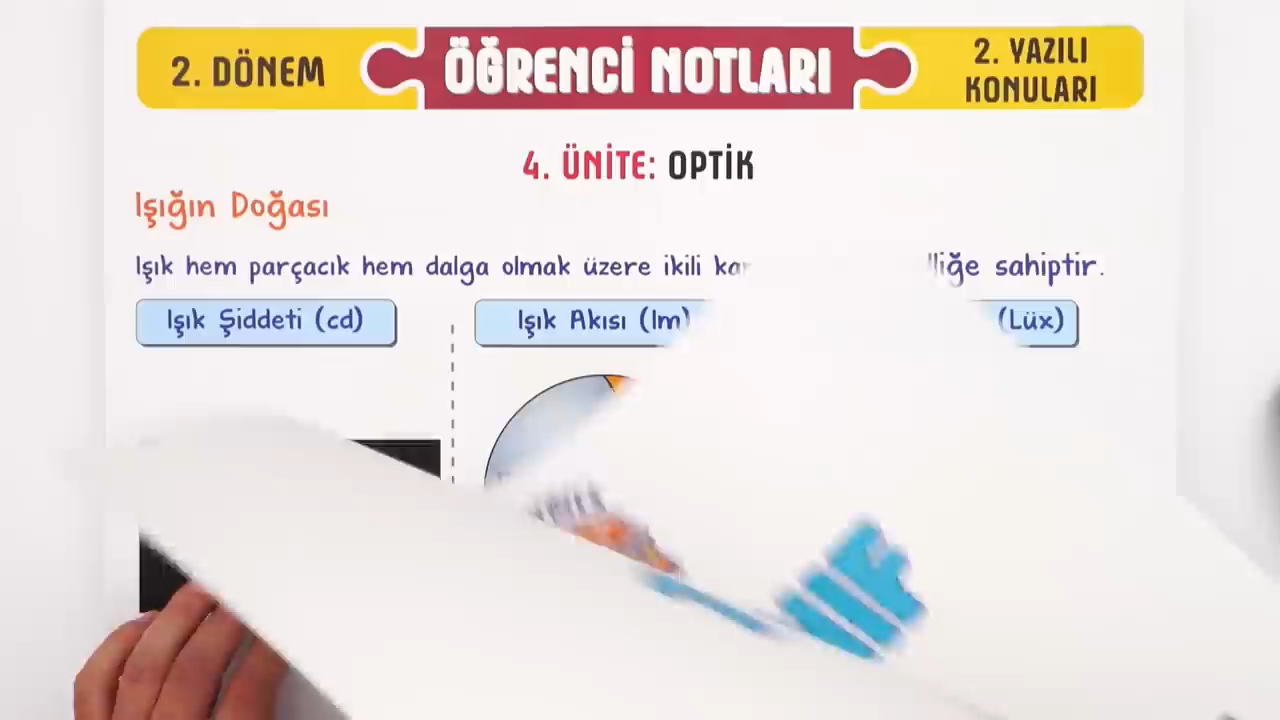 2. DÖNEM
ÖĞRENCİ NOTLARI
2. YAZILI
KONULARI
4. ÜNİTE: OPTİK
Işığın Doğası
Işık hem parçacık hem dalga olmak üzere ikili sahiptir.
Işık Şiddeti (cd)
Işık Akısı (lm)
(Lüx)